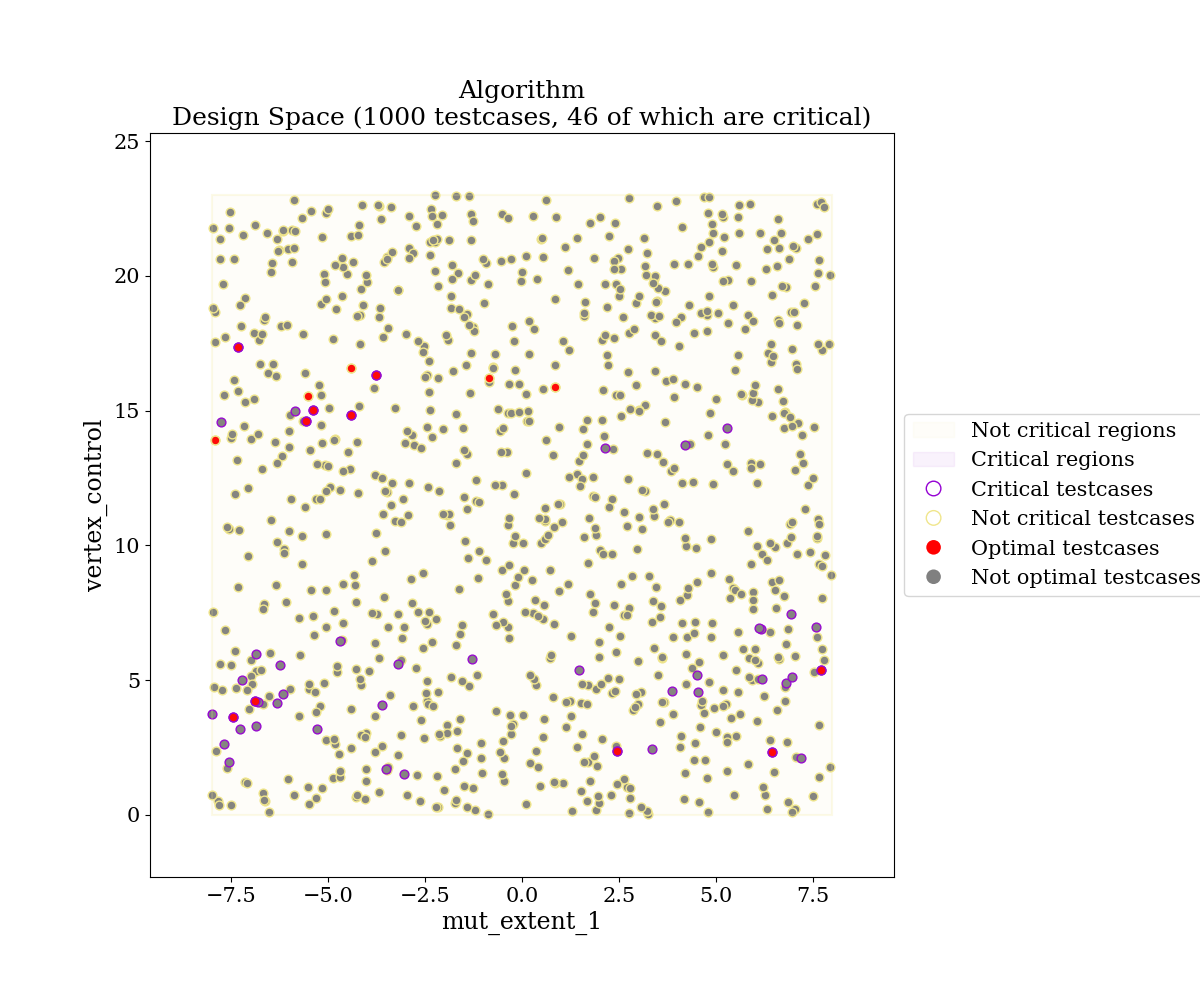 Algorithm
Design Space (1000 testcases, 46 of which are critical)
25
20
15
10
5
0
vertex_control
−7.5
−5.0
−2.5
0.0
2.5
5.0
7.5
mut_extent_1
Not critical regions
Critical regions
Critical testcases
Not critical testcases
Optimal testcases
Not optimal testcases